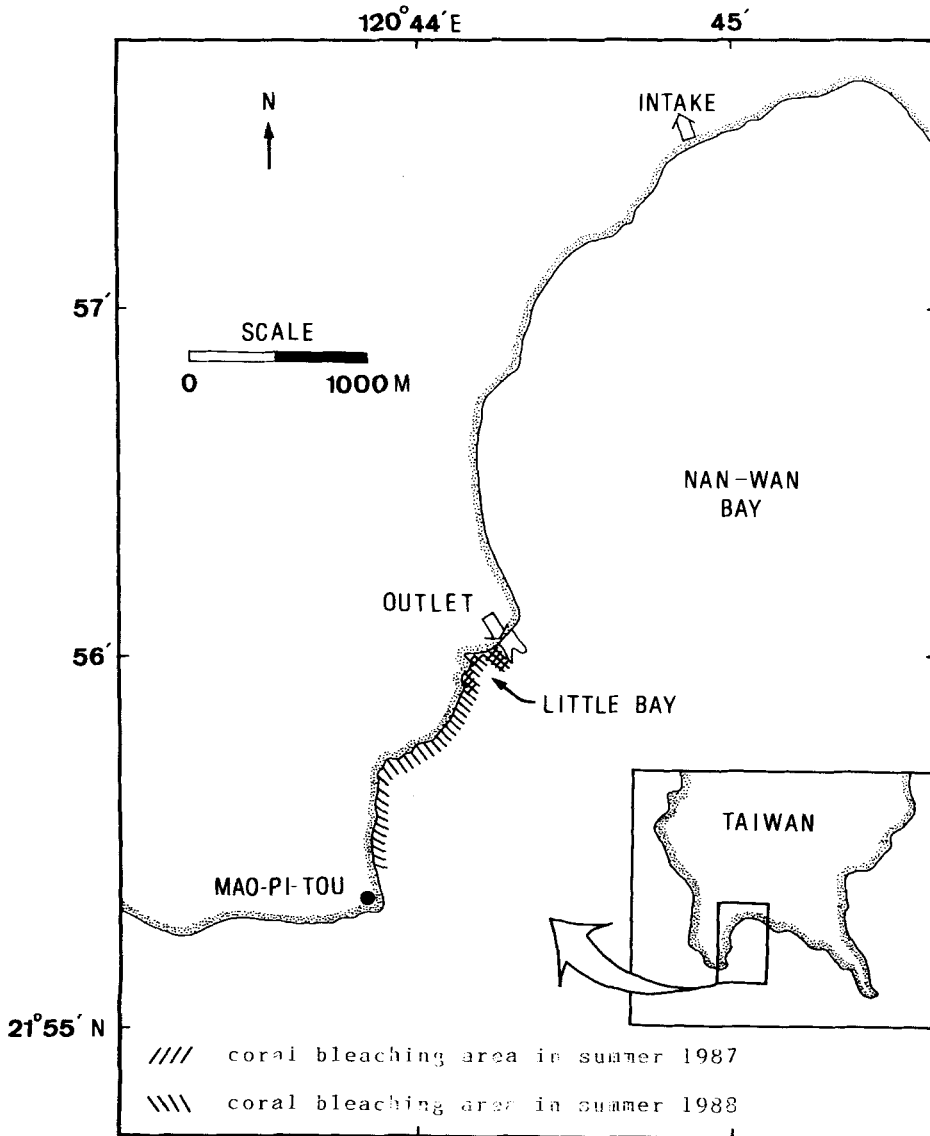 120°44′E 45′
N
INTAKE
57′
SCALE
0 1000M
NAN-WAN
BAY
OUTLET
56′
LITTLE BAY
TAIWAN
MAO-PI-TOU
21°55′N
//// coral bleaching area in summer 1987
\\\\ coral bleaching area in summer 1988